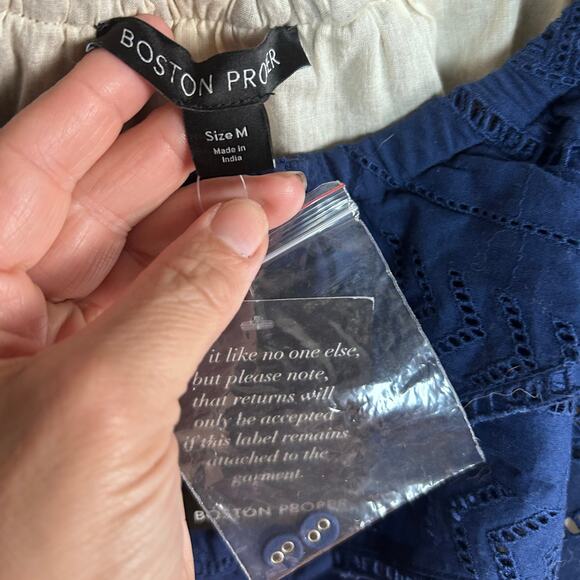 BOSTON PROPER
Size M
Made in
India
it like no one else,
but please note,
that returns will
only be accepted
if this label remains
attached to the
garment.
BOSTON PROPER